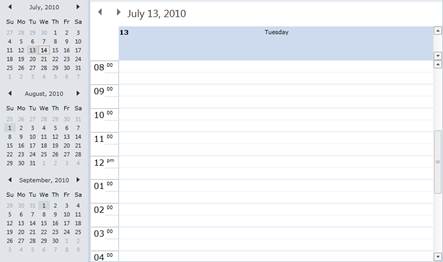 July, 2010
Su Mo Tu We Th Fr Sa
27 28 29 30 1 2 3
4 5 6 7 8 9 10
11 12 13 14 15 16 17
18 19 20 21 22 23 24
25 26 27 28 29 30 31
1 2 3 4 5 6 7
August, 2010
Su Mo Tu We Th Fr Sa
25 26 27 28 29 30 31
1 2 3 4 5 6 7
8 9 10 11 12 13 14
15 16 17 18 19 20 21
22 23 24 25 26 27 28
29 30 31 1 2 3 4
September, 2010
Su Mo Tu We Th Fr Sa
29 30 31 1 2 3 4
5 6 7 8 9 10 11
12 13 14 15 16 17 18
19 20 21 22 23 24 25
26 27 28 29 30 1 2
3 4 5 6 7 8 9
July 13, 2010
13 Tuesday
08 00
09 00
10 00
11 00
12 pm
01 00
02 00
03 00
04 00